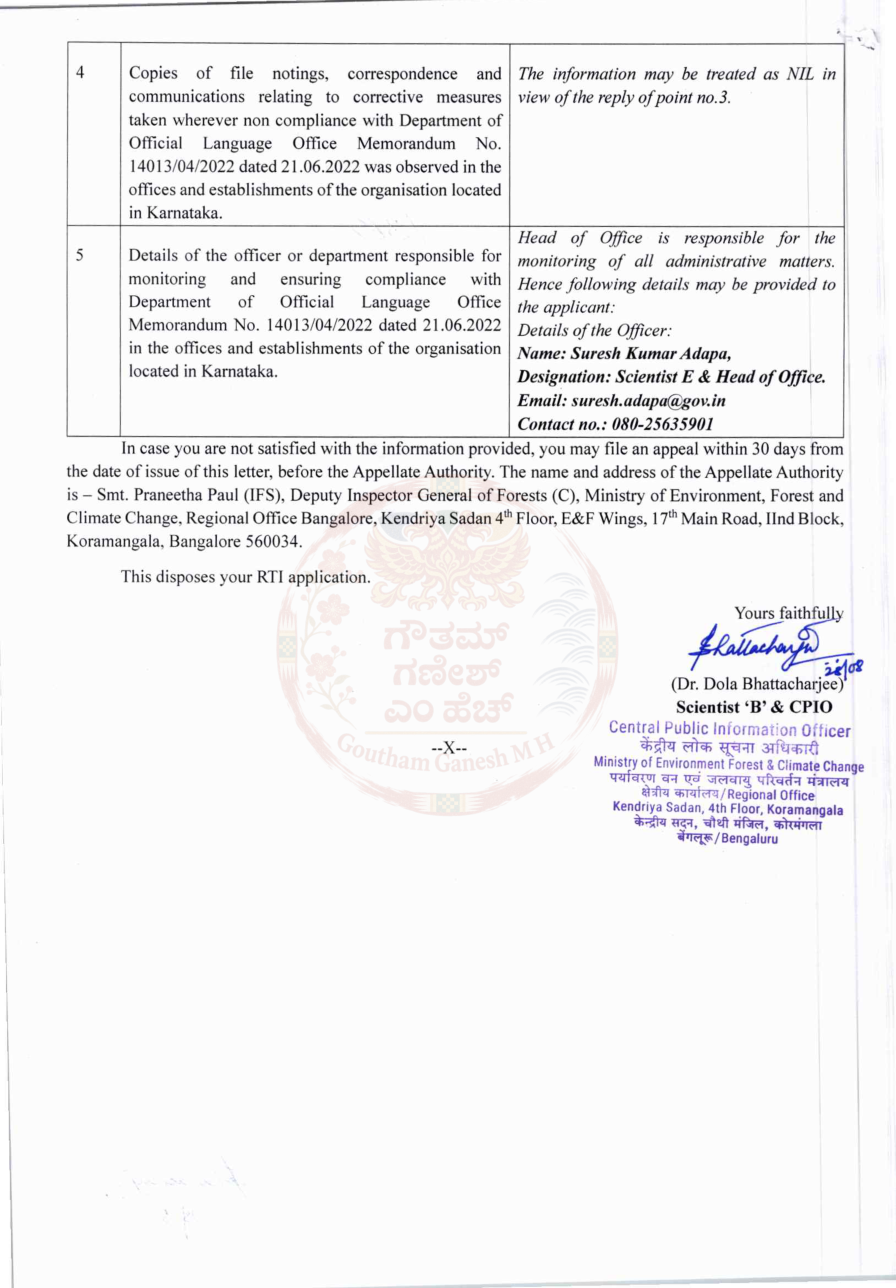 4
Copies of file notings, correspondence and
communications relating to corrective measures
taken wherever non compliance with Department of
Official Language Office Memorandum No.
14013/04/2022 dated 21.06.2022 was observed in the
offices and establishments of the organisation located
in Karnataka.
The information may be treated as NIL in
view of the reply of point no.3.
5
Details of the officer or department responsible for
monitoring and ensuring compliance with
Department of Official Language Office
Memorandum No. 14013/04/2022 dated 21.06.2022
in the offices and establishments of the organisation
located in Karnataka.
Head of Office is responsible for the
monitoring of all administrative matters.
Hence following details may be provided to
the applicant:
Details of the Officer:
Name: Suresh Kumar Adapa,
Designation: Scientist E & Head of Office.
Email: suresh.adapa@gov.in
Contact no.: 080-25635901
In case you are not satisfied with the information provided, you may file an appeal within 30 days from
the date of issue of this letter, before the Appellate Authority. The name and address of the Appellate Authority
is – Smt. Praneetha Paul (IFS), Deputy Inspector General of Forests (C), Ministry of Environment, Forest and
Climate Change, Regional Office Bangalore, Kendriya Sadan 4th Floor, E&F Wings, 17th Main Road, IInd Block,
Koramangala, Bangalore 560034.
This disposes your RTI application.
ಗೌತಮ್
ಗಣೇಶ್
ಎಂ ಹೆಚ್
Goutham Ganesh M H
Yours faithfully
Bhattacharjee
28/08
(Dr. Dola Bhattacharjee)
Scientist ‘B’ & CPIO
--X--
Central Public Information Officer
केंद्रीय लोक सूचना अधिकारी
Ministry of Environment Forest & Climate Change
पर्यावरण वन एवं जलवायु परिवर्तन मंत्रालय
क्षेत्रीय कार्यालय/Regional Office
Kendriya Sadan, 4th Floor, Koramangala
केन्द्रीय सदन, चौथी मंजिल, कोरमंगला
बेंगलूरू/Bengaluru